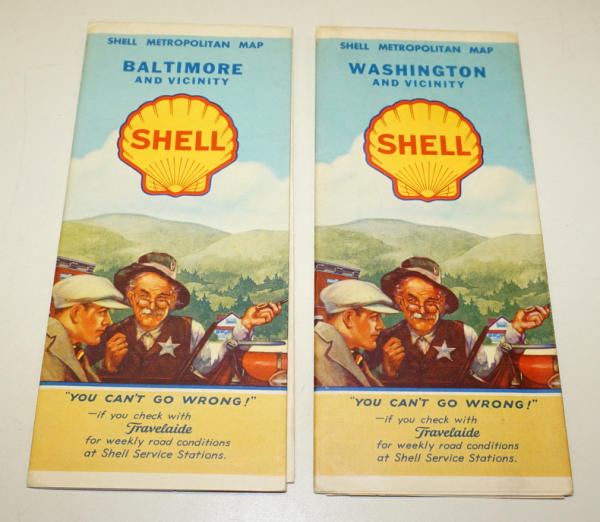 SHELL METROPOLITAN MAP
BALTIMORE
AND VICINITY
SHELL
"YOU CAN'T GO WRONG!"
—if you check with
Travelaide
for weekly road conditions
at Shell Service Stations.
SHELL METROPOLITAN MAP
WASHINGTON
AND VICINITY
SHELL
"YOU CAN'T GO WRONG!"
—if you check with
Travelaide
for weekly road conditions
at Shell Service Stations.